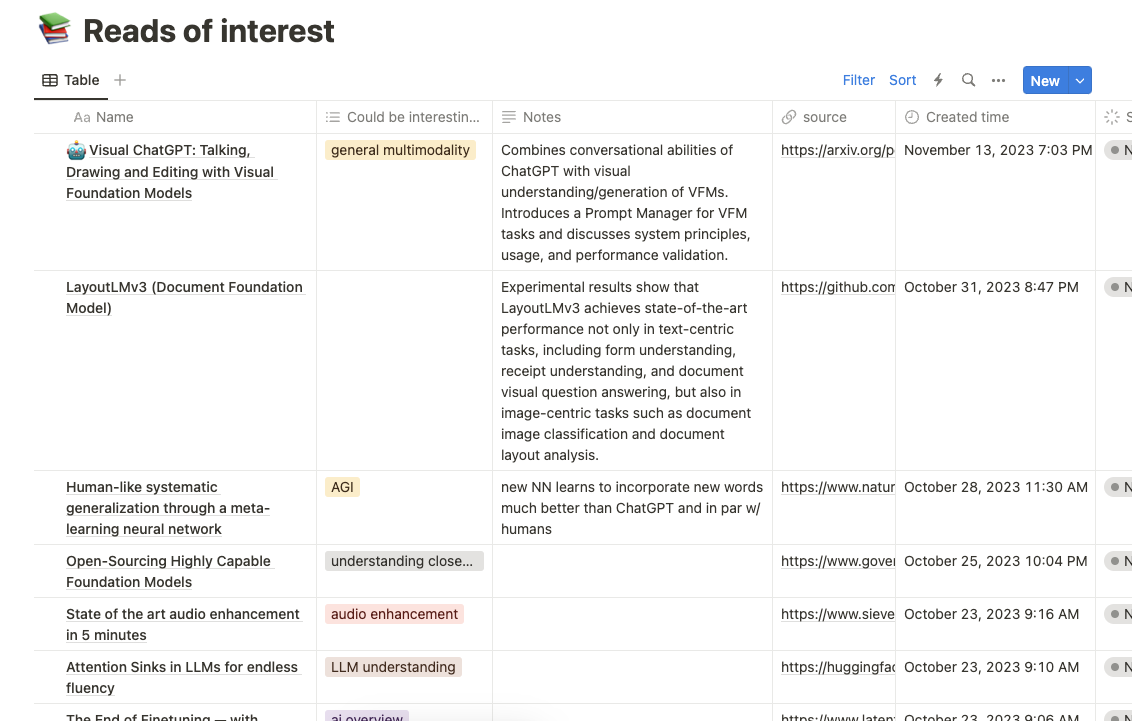 Reads of interest
Table
Filter Sort New
Aa Name Could be interestin... Notes source Created time S
Visual ChatGPT: Talking,
Drawing and Editing with Visual
Foundation Models
general multimodality
Combines conversational abilities of
ChatGPT with visual
understanding/generation of VFMs.
Introduces a Prompt Manager for VFM
tasks and discusses system principles,
usage, and performance validation.
https://arxiv.org/p
November 13, 2023 7:03 PM
N
LayoutLMv3 (Document Foundation
Model)
Experimental results show that
LayoutLMv3 achieves state-of-the-art
performance not only in text-centric
tasks, including form understanding,
receipt understanding, and document
visual question answering, but also in
image-centric tasks such as document
image classification and document
layout analysis.
https://github.com
October 31, 2023 8:47 PM
N
Human-like systematic
generalization through a meta-
learning neural network
AGI
new NN learns to incorporate new words
much better than ChatGPT and in par w/
humans
https://www.natur
October 28, 2023 11:30 AM
N
Open-Sourcing Highly Capable
Foundation Models
understanding close...
https://www.gover
October 25, 2023 10:04 PM
N
State of the art audio enhancement
in 5 minutes
audio enhancement
https://www.sieve
October 23, 2023 9:16 AM
N
Attention Sinks in LLMs for endless
fluency
LLM understanding
https://huggingfac
October 23, 2023 9:10 AM
N
The End of Finetuning — with
ai overview
https://www.laten
October 23, 2023 9:06 AM
N